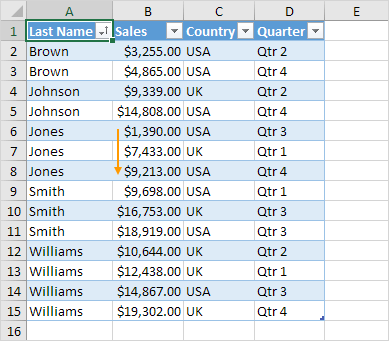 A B C D E
1 Last Name Sales Country Quarter
2 Brown $3,255.00 USA Qtr 2
3 Brown $4,865.00 USA Qtr 4
4 Johnson $9,339.00 UK Qtr 2
5 Johnson $14,808.00 USA Qtr 4
6 Jones $1,390.00 USA Qtr 3
7 Jones $7,433.00 UK Qtr 1
8 Jones $9,213.00 USA Qtr 4
9 Smith $9,698.00 USA Qtr 1
10 Smith $16,753.00 UK Qtr 3
11 Smith $18,919.00 USA Qtr 3
12 Williams $10,644.00 UK Qtr 2
13 Williams $12,438.00 UK Qtr 1
14 Williams $14,867.00 USA Qtr 3
15 Williams $19,302.00 UK Qtr 4
16